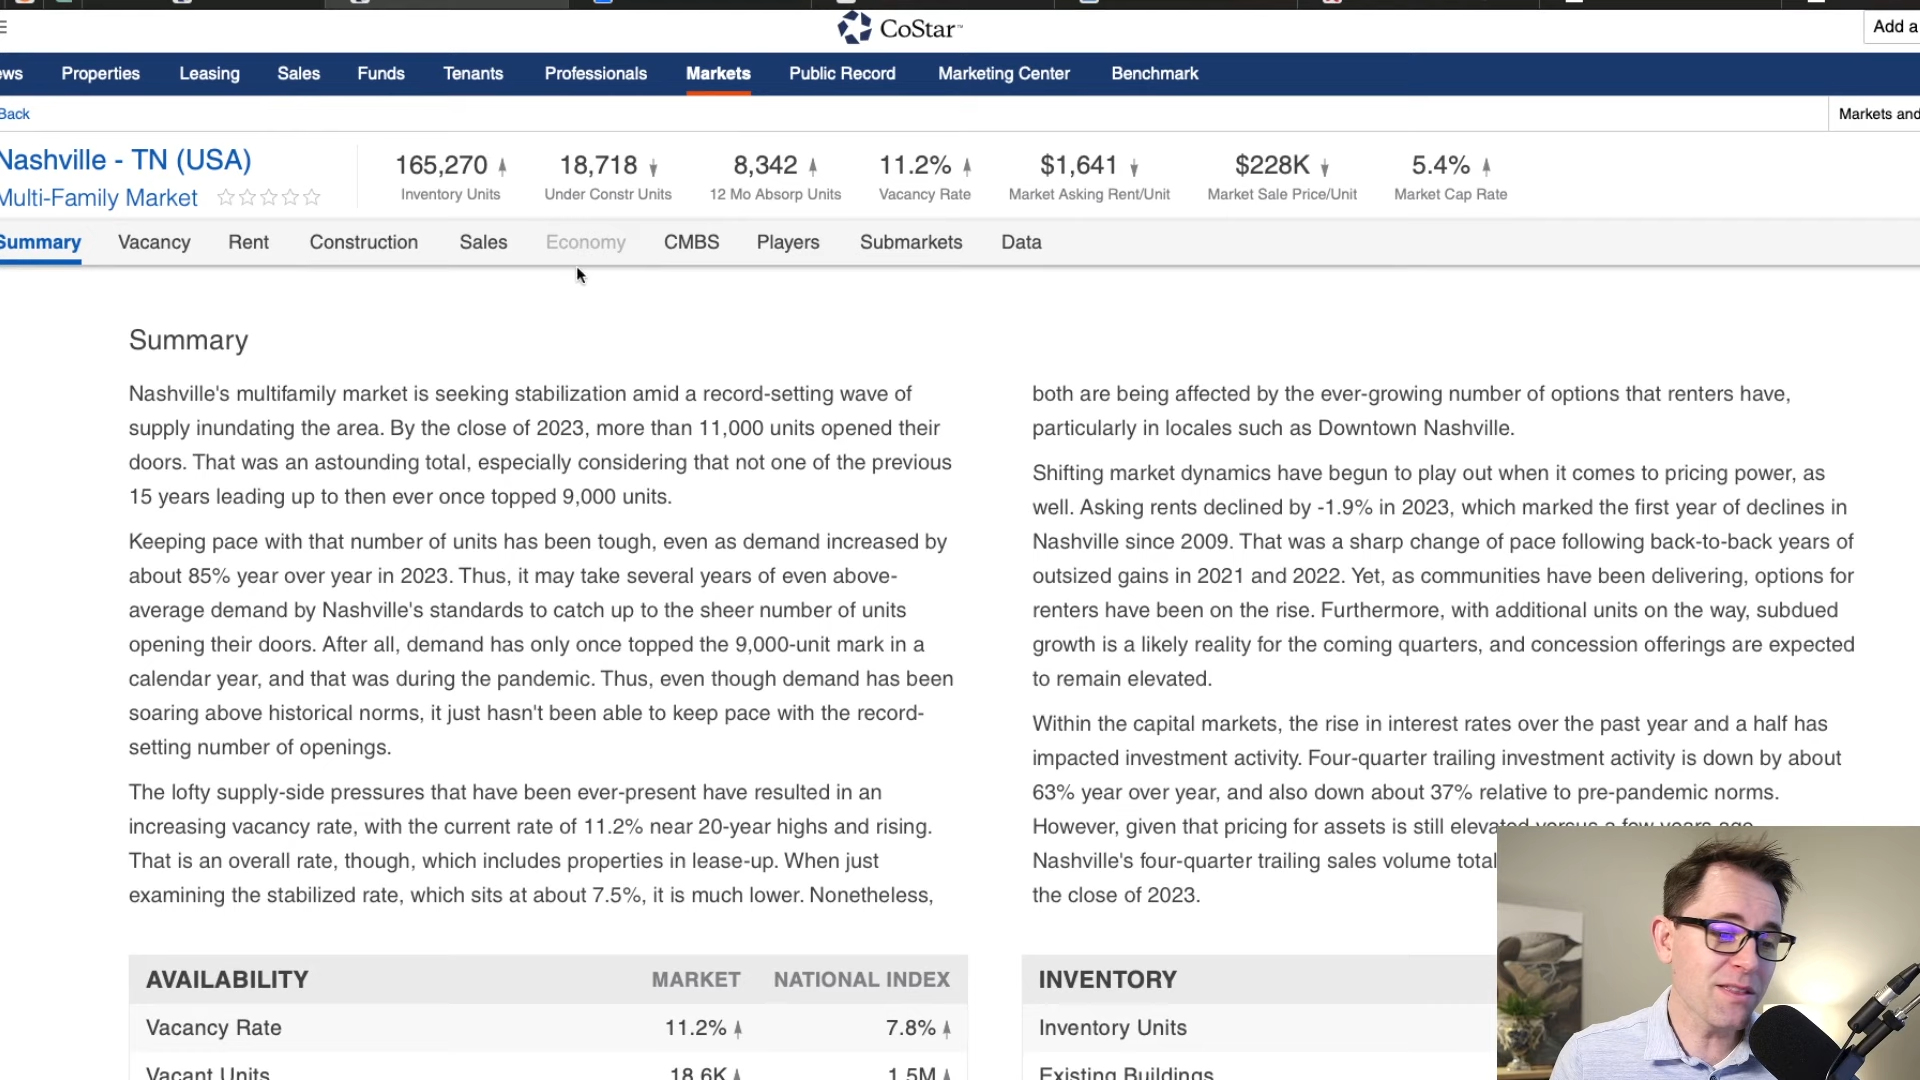 CoStar™
Add a
ews Properties Leasing Sales Funds Tenants Professionals Markets Public Record Marketing Center Benchmark
Back
Markets and
Nashville - TN (USA)
Multi-Family Market
165,270
Inventory Units
18,718
Under Constr Units
8,342
12 Mo Absorp Units
11.2%
Vacancy Rate
$1,641
Market Asking Rent/Unit
$228K
Market Sale Price/Unit
5.4%
Market Cap Rate
Summary Vacancy Rent Construction Sales Economy CMBS Players Submarkets Data
Summary
Nashville's multifamily market is seeking stabilization amid a record-setting wave of
supply inundating the area. By the close of 2023, more than 11,000 units opened their
doors. That was an astounding total, especially considering that not one of the previous
15 years leading up to then ever once topped 9,000 units.
Keeping pace with that number of units has been tough, even as demand increased by
about 85% year over year in 2023. Thus, it may take several years of even above-
average demand by Nashville's standards to catch up to the sheer number of units
opening their doors. After all, demand has only once topped the 9,000-unit mark in a
calendar year, and that was during the pandemic. Thus, even though demand has been
soaring above historical norms, it just hasn't been able to keep pace with the record-
setting number of openings.
The lofty supply-side pressures that have been ever-present have resulted in an
increasing vacancy rate, with the current rate of 11.2% near 20-year highs and rising.
That is an overall rate, though, which includes properties in lease-up. When just
examining the stabilized rate, which sits at about 7.5%, it is much lower. Nonetheless,
both are being affected by the ever-growing number of options that renters have,
particularly in locales such as Downtown Nashville.
Shifting market dynamics have begun to play out when it comes to pricing power, as
well. Asking rents declined by -1.9% in 2023, which marked the first year of declines in
Nashville since 2009. That was a sharp change of pace following back-to-back years of
outsized gains in 2021 and 2022. Yet, as communities have been delivering, options for
renters have been on the rise. Furthermore, with additional units on the way, subdued
growth is a likely reality for the coming quarters, and concession offerings are expected
to remain elevated.
Within the capital markets, the rise in interest rates over the past year and a half has
impacted investment activity. Four-quarter trailing investment activity is down by about
63% year over year, and also down about 37% relative to pre-pandemic norms.
However, given that pricing for assets is still elevated versus a few years ago,
Nashville's four-quarter trailing sales volume total
the close of 2023.
AVAILABILITY MARKET NATIONAL INDEX
Vacancy Rate 11.2% 7.8%
Vacant Units 18.6K 1.5M
INVENTORY
Inventory Units
Existing Buildings